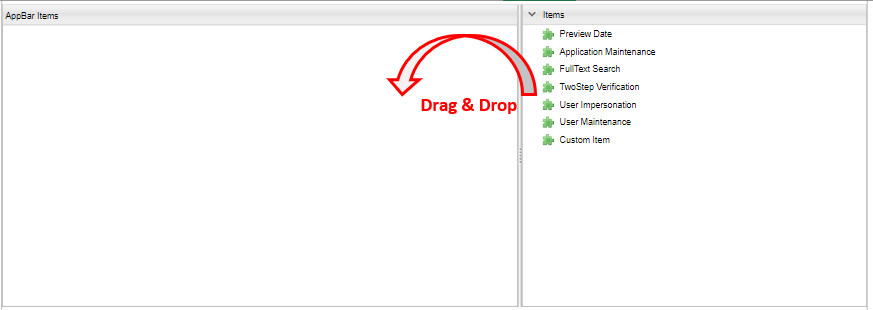 AppBar Items
Items
Preview Date
Application Maintenance
FullText Search
TwoStep Verification
User Impersonation
User Maintenance
Custom Item
Drag & Drop